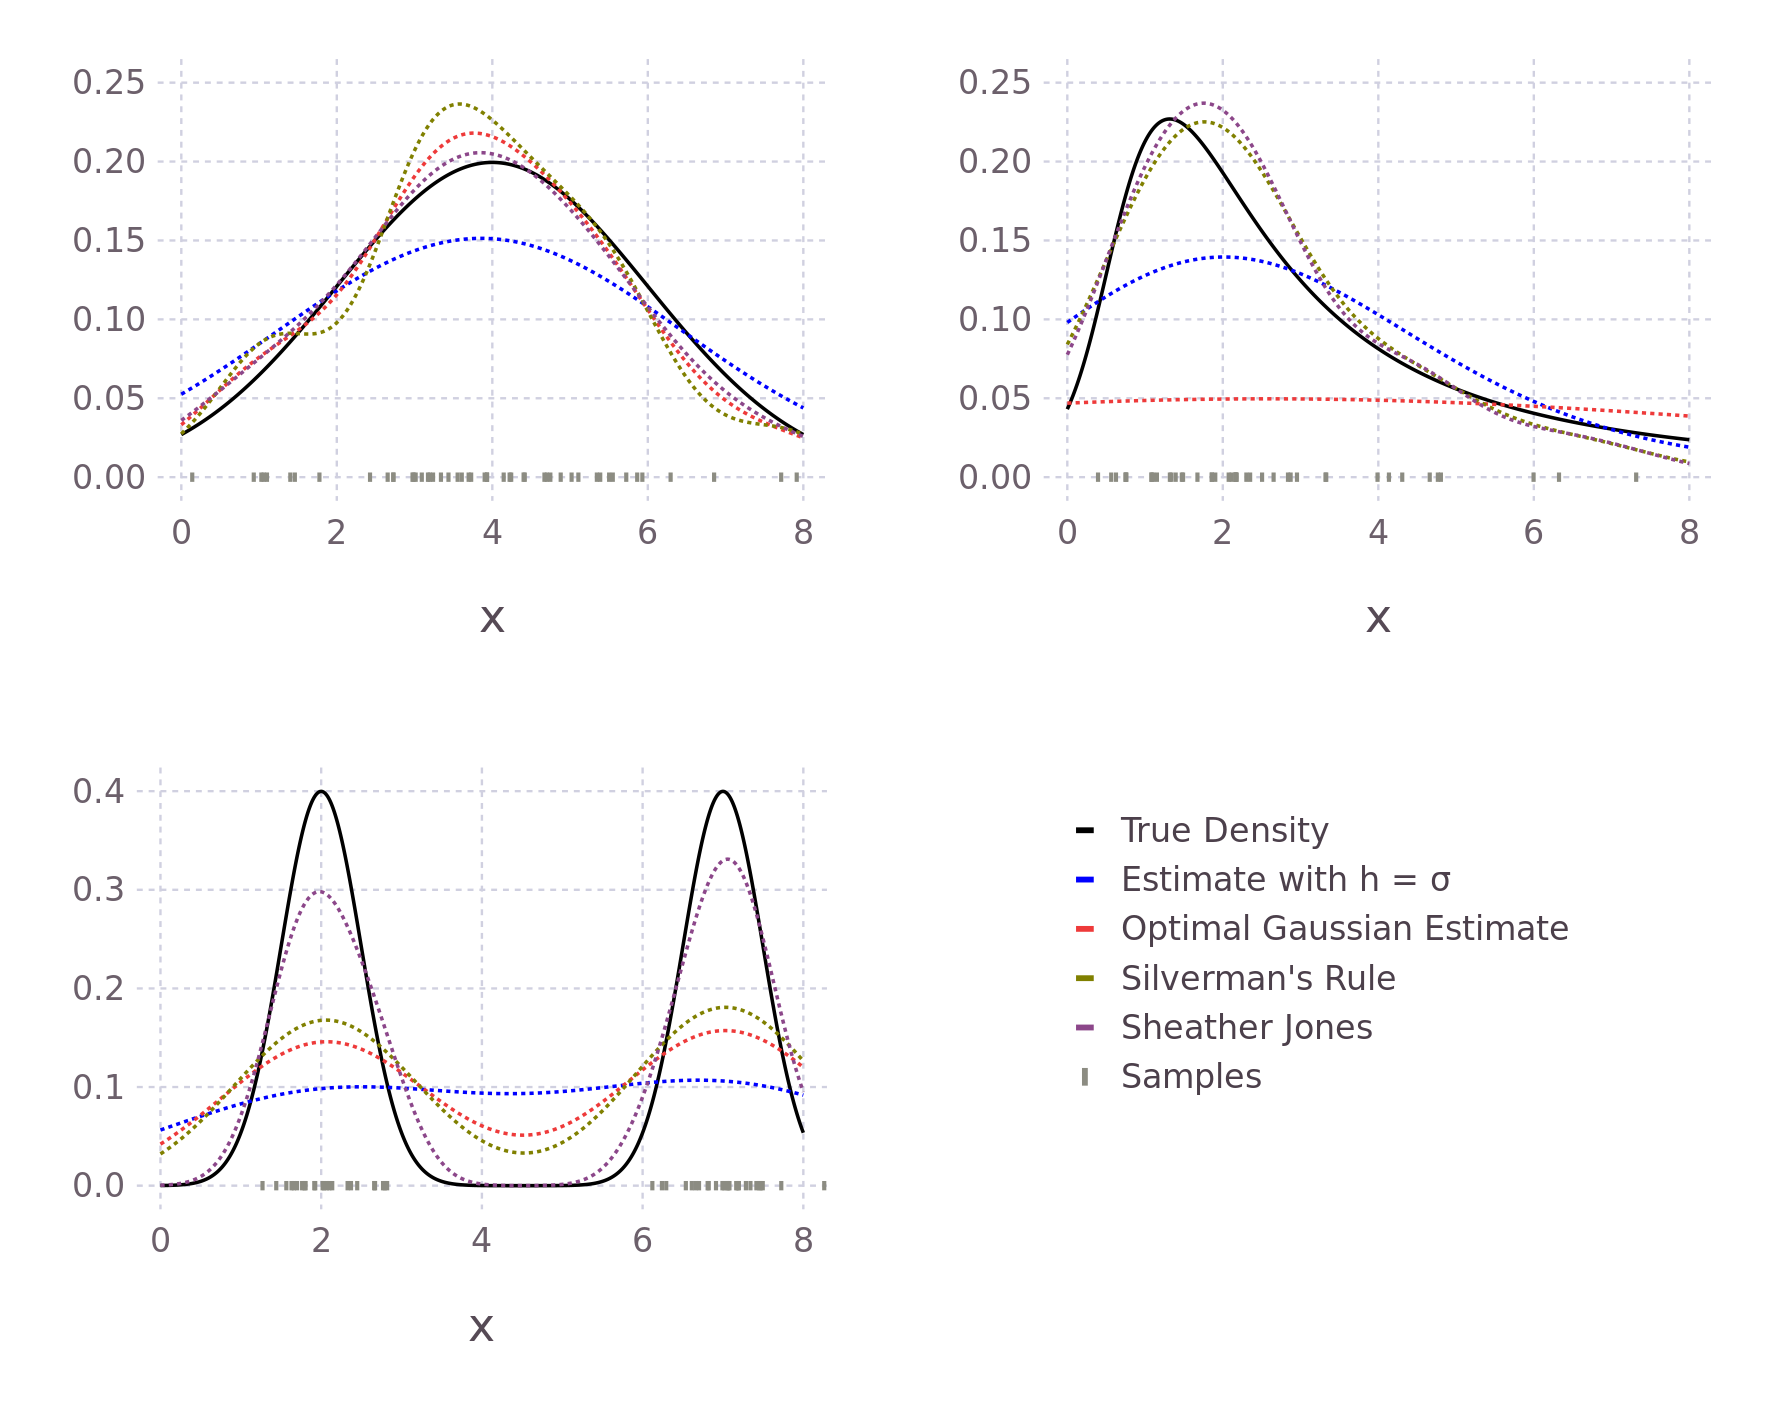 0.25
0.20
0.15
0.10
0.05
0.00
0 2 4 6 8
x
0.25
0.20
0.15
0.10
0.05
0.00
0 2 4 6 8
x
0.4
0.3
0.2
0.1
0.0
0 2 4 6 8
x
True Density
Estimate with h = σ
Optimal Gaussian Estimate
Silverman's Rule
Sheather Jones
Samples